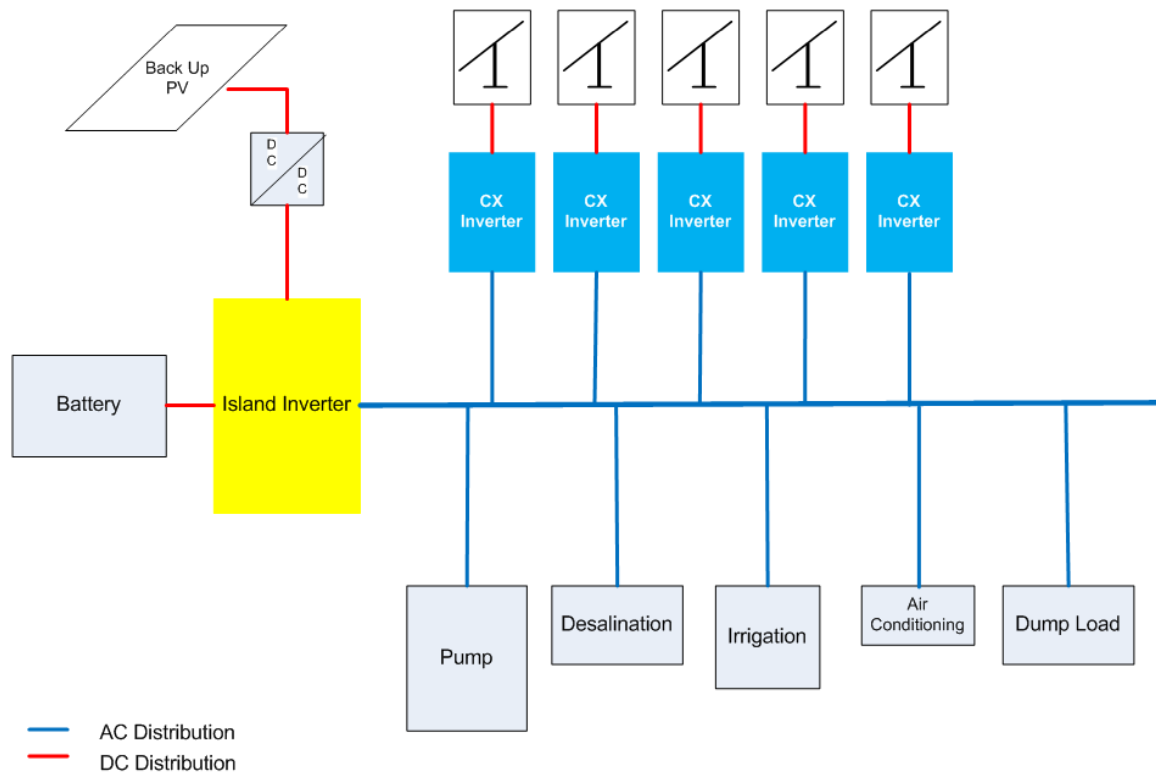 Back Up
PV
D
C
D
C
CX
Inverter
CX
Inverter
CX
Inverter
CX
Inverter
CX
Inverter
Battery
Island Inverter
Pump
Desalination
Irrigation
Air
Conditioning
Dump Load
AC Distribution
DC Distribution